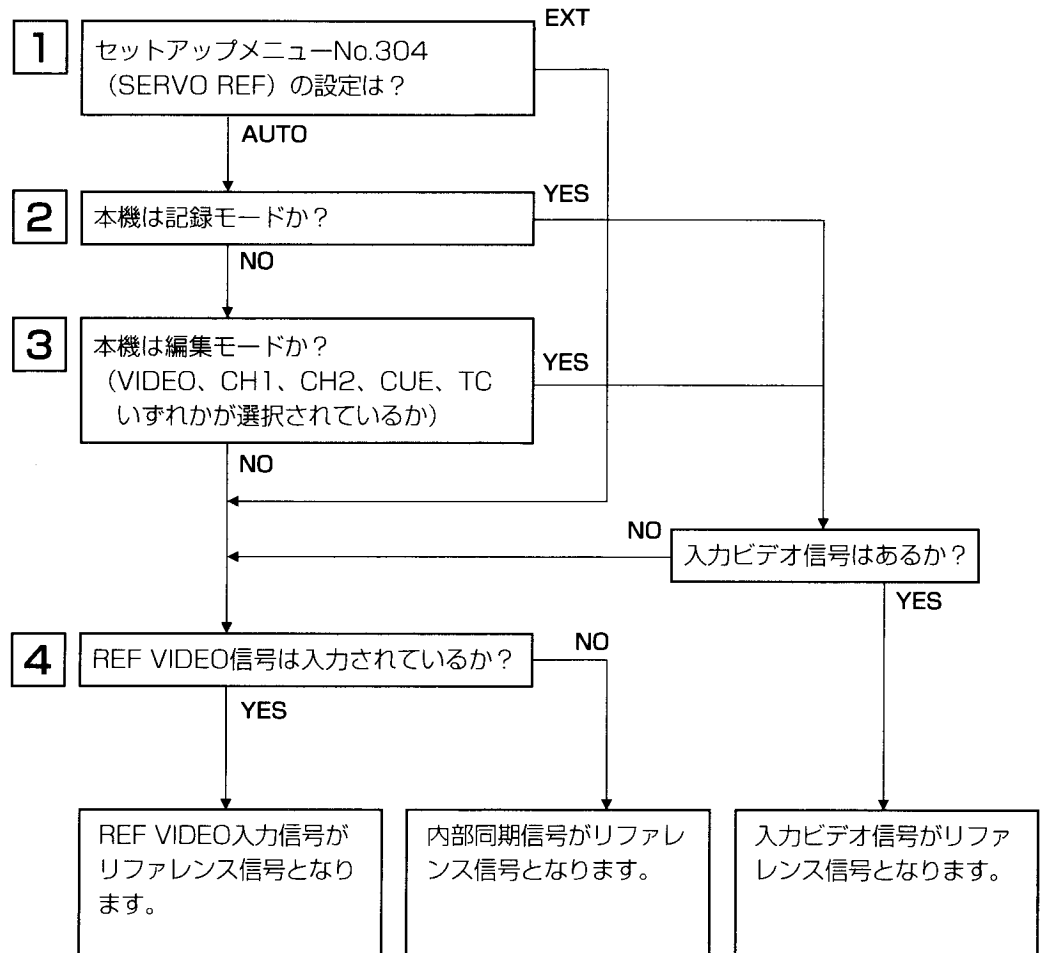 EXT
1
セットアップメニューNo.304
(SERVO REF) の設定は?
AUTO
2
本機は記録モードか?
YES
NO
3
本機は編集モードか?
(VIDEO、CH1、CH2、CUE、TC
いずれかが選択されているか)
YES
NO
NO
入力ビデオ信号はあるか?
YES
4
REF VIDEO信号は入力されているか?
NO
YES
REF VIDEO入力信号が
リファレンス信号となり
ます。
内部同期信号がリファレ
ンス信号となります。
入力ビデオ信号がリファ
レンス信号となります。